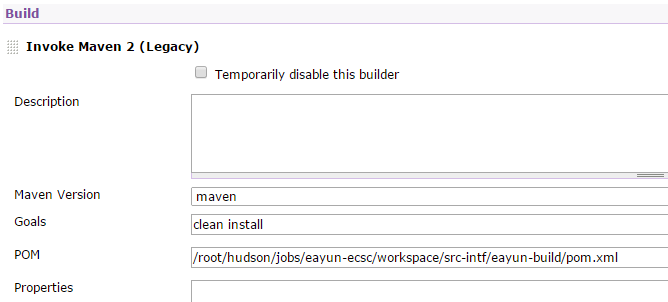 Build
Invoke Maven 2 (Legacy)
Temporarily disable this builder
Description
Maven Version
maven
Goals
clean install
POM
/root/hudson/jobs/eayun-ecsc/workspace/src-intf/eayun-build/pom.xml
Properties